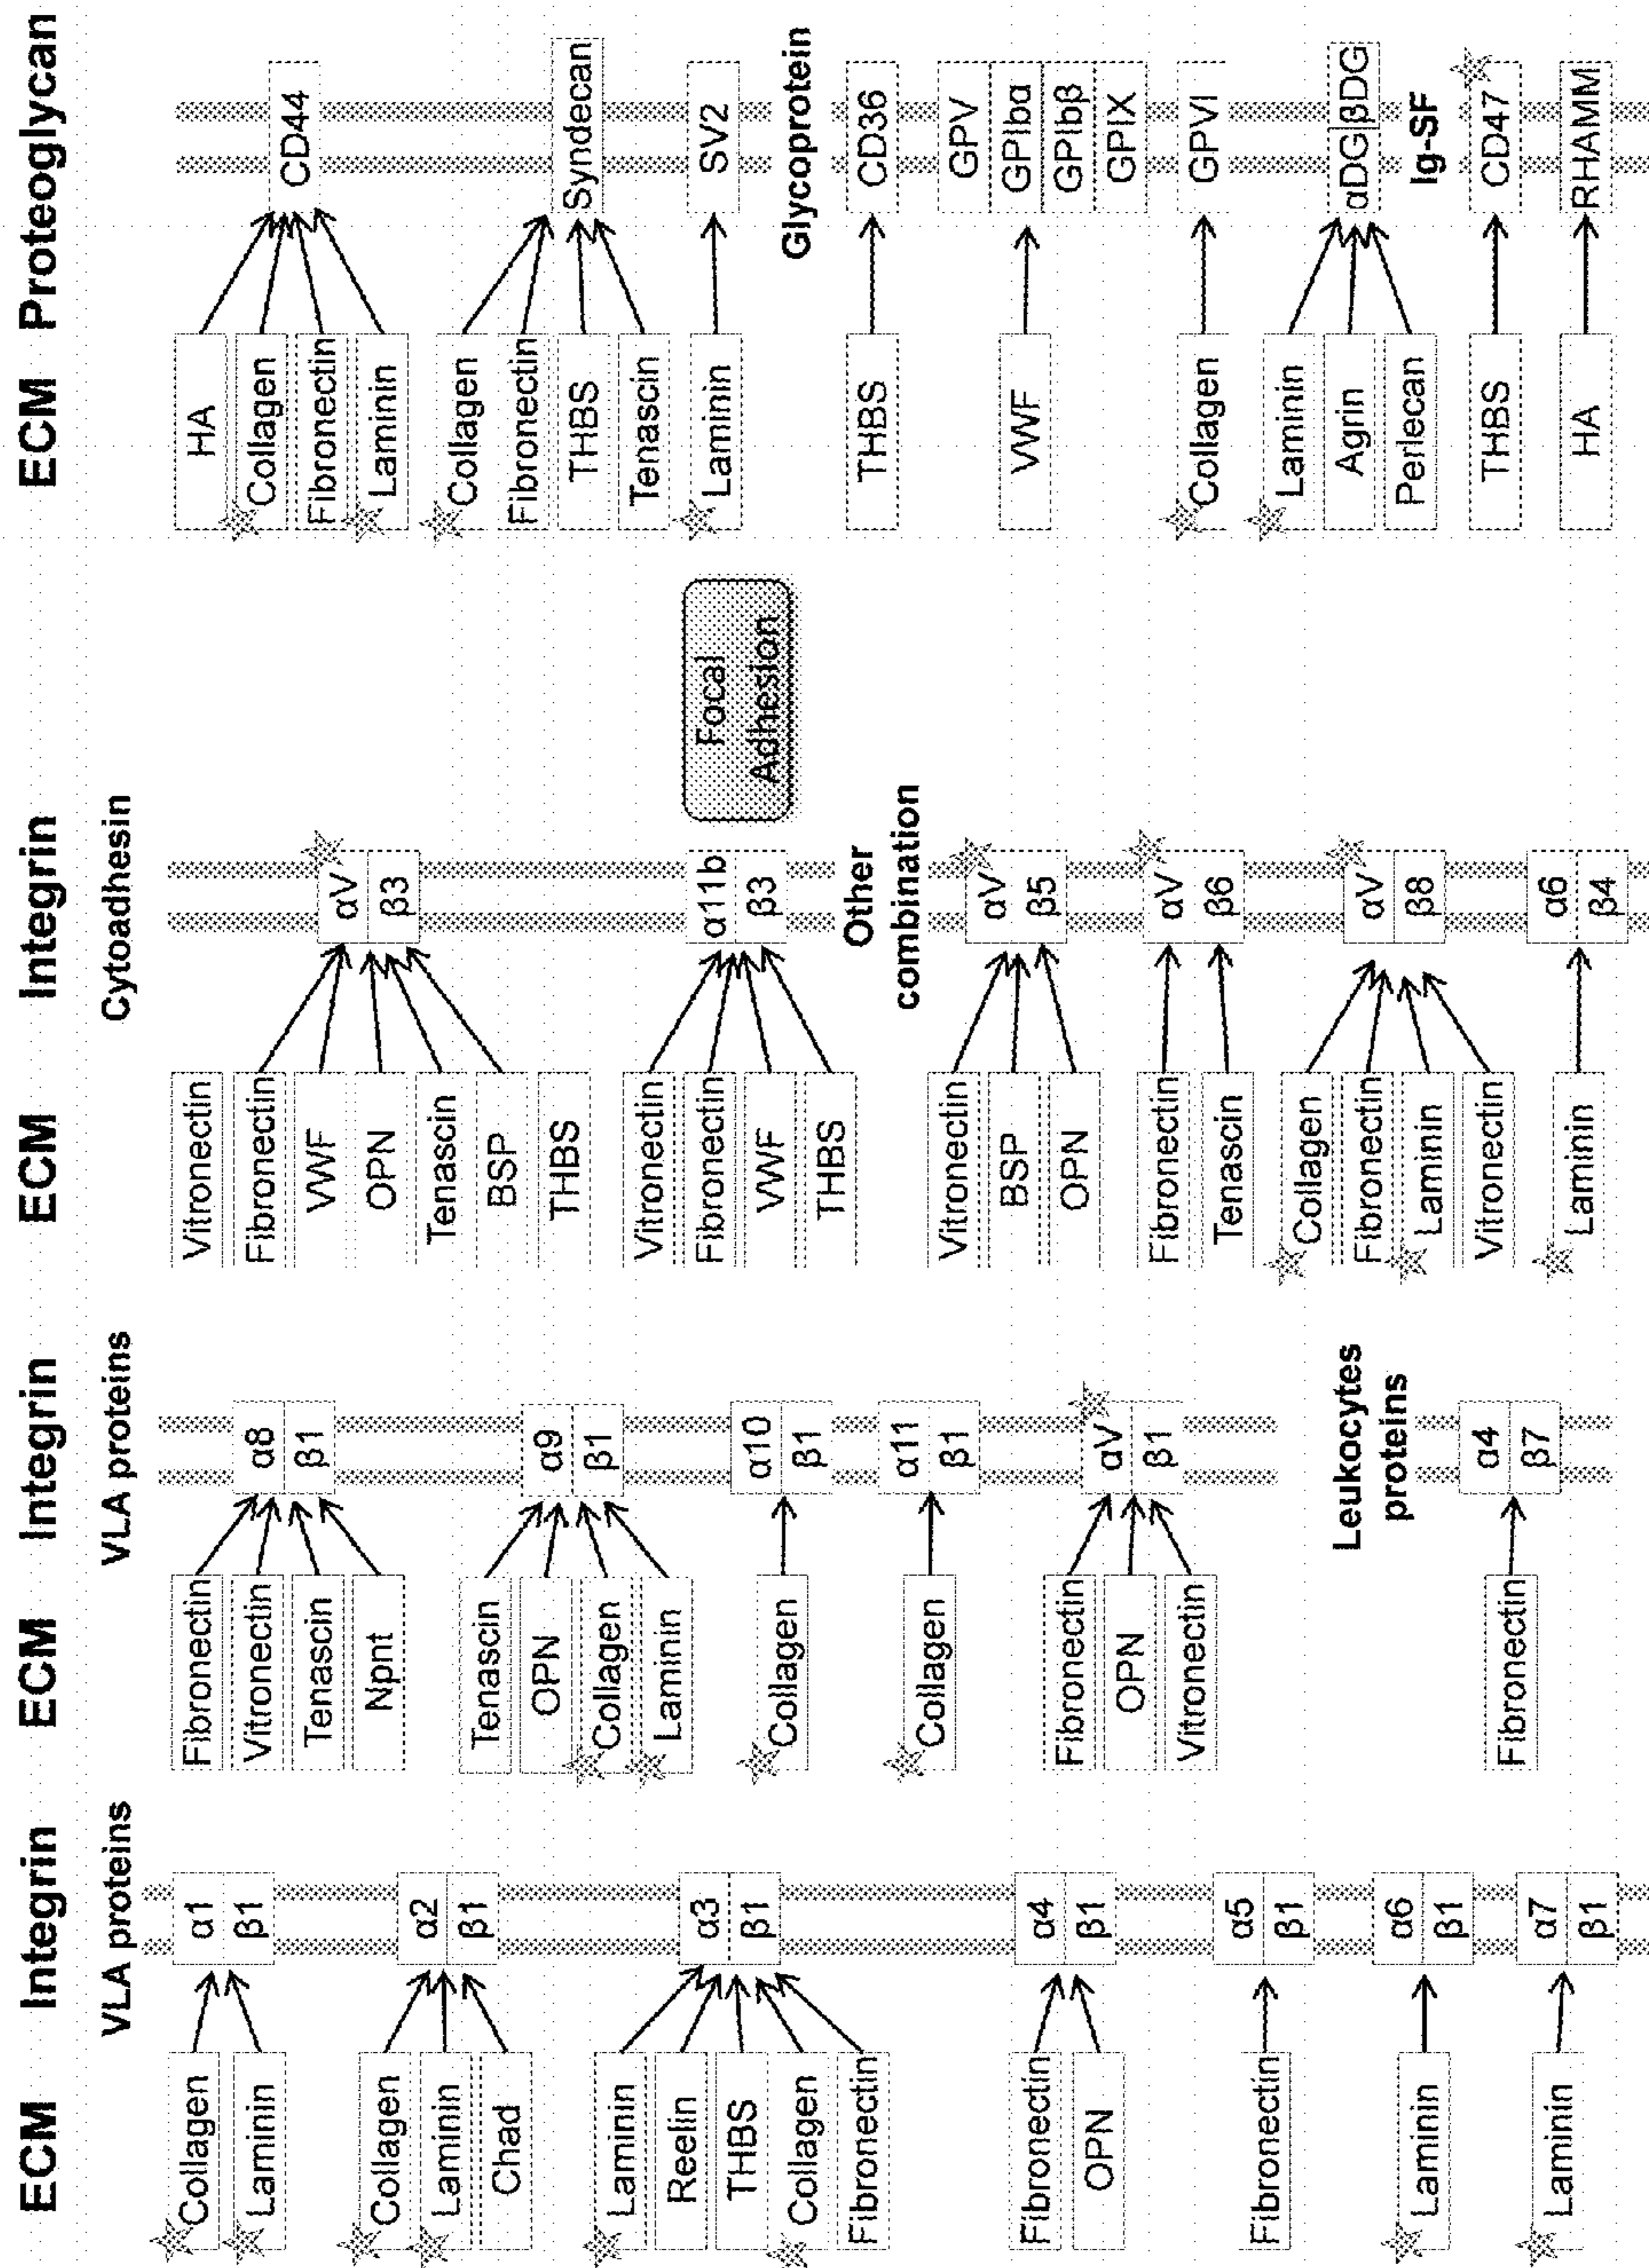 ECM Integrin ECM Integrin ECM Integrin ECM Proteoglycan
VLA proteins
Collagen
Laminin
α1
β1
Collagen
Laminin
Chad
α2
β1
Laminin
Reelin
THBS
Collagen
Fibronectin
α3
β1
Fibronectin
OPN
α4
β1
Fibronectin
α5
β1
Laminin
α6
β1
Laminin
α7
β1
VLA proteins
Fibronectin
Vitronectin
Tenascin
Npnt
α8
β1
Tenascin
OPN
Collagen
Laminin
α9
β1
Collagen
α10
β1
Collagen
α11
β1
Fibronectin
OPN
Vitronectin
αV
β1
Leukocytes
proteins
Fibronectin
α4
β7
Cytoadhesin
Vitronectin
Fibronectin
VWF
OPN
Tenascin
BSP
THBS
αV
β3
Vitronectin
Fibronectin
VWF
THBS
α11b
β3
Focal
Adhesion
Other
combination
Vitronectin
BSP
OPN
αV
β5
Fibronectin
Tenascin
αV
β6
Collagen
Fibronectin
Laminin
Vitronectin
αV
β8
Laminin
α6
β4
HA
Collagen
Fibronectin
Laminin
CD44
Collagen
Fibronectin
THBS
Tenascin
Syndecan
Laminin
SV2
Glycoprotein
THBS
CD36
VWF
GPV
GPIbα
GPIbβ
GPIX
Collagen
GPVI
Laminin
Agrin
Perlecan
αDG βDG
Ig-SF
THBS
CD47
HA
RHAMM